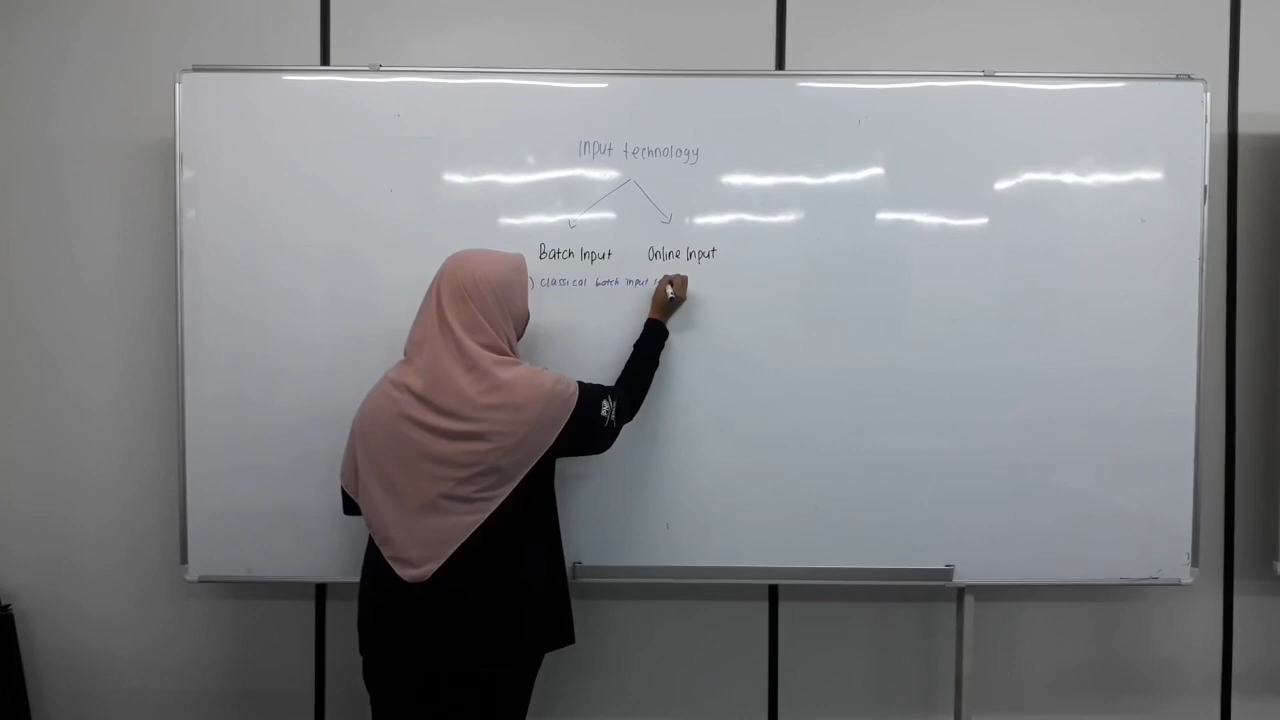 Input technology
Batch Input Online Input
) classical batch input